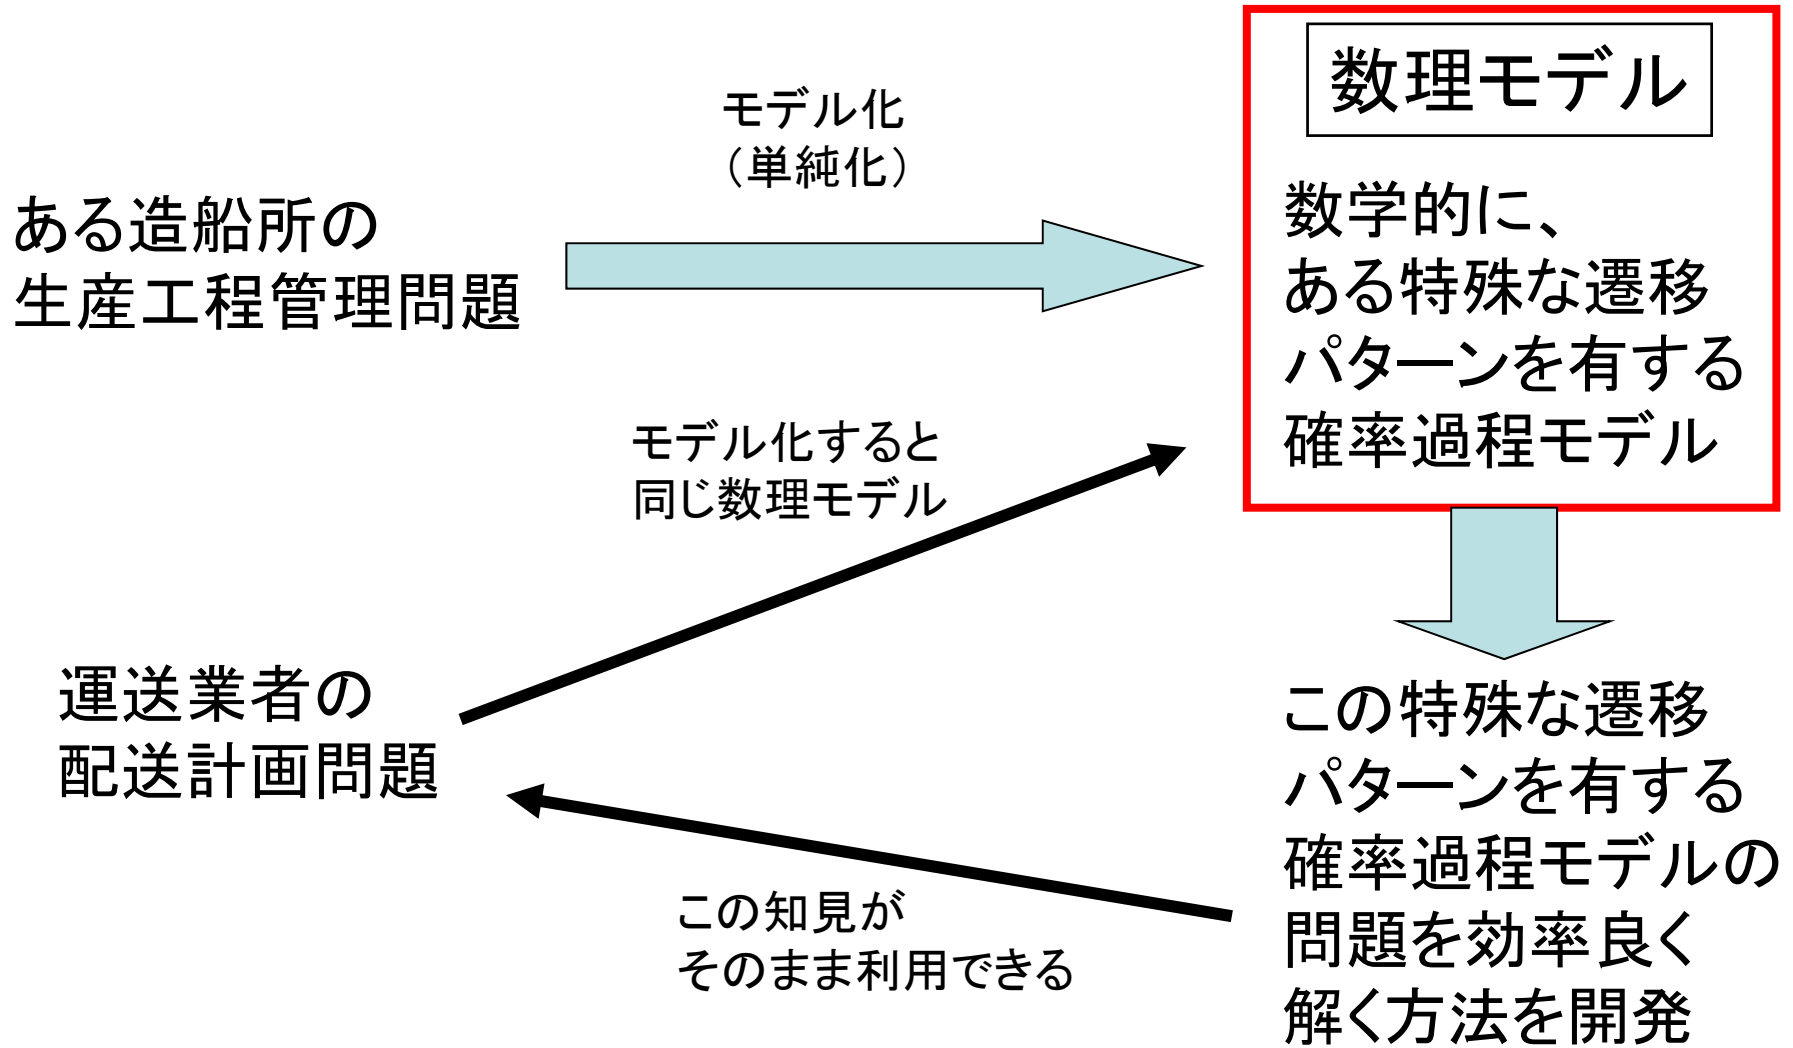 モデル化
（単純化）
ある造船所の
生産工程管理問題
数理モデル
数学的に、
ある特殊な遷移
パターンを有する
確率過程モデル
モデル化すると
同じ数理モデル
運送業者の
配送計画問題
この知見が
そのまま利用できる
この特殊な遷移
パターンを有する
確率過程モデルの
問題を効率良く
解く方法を開発